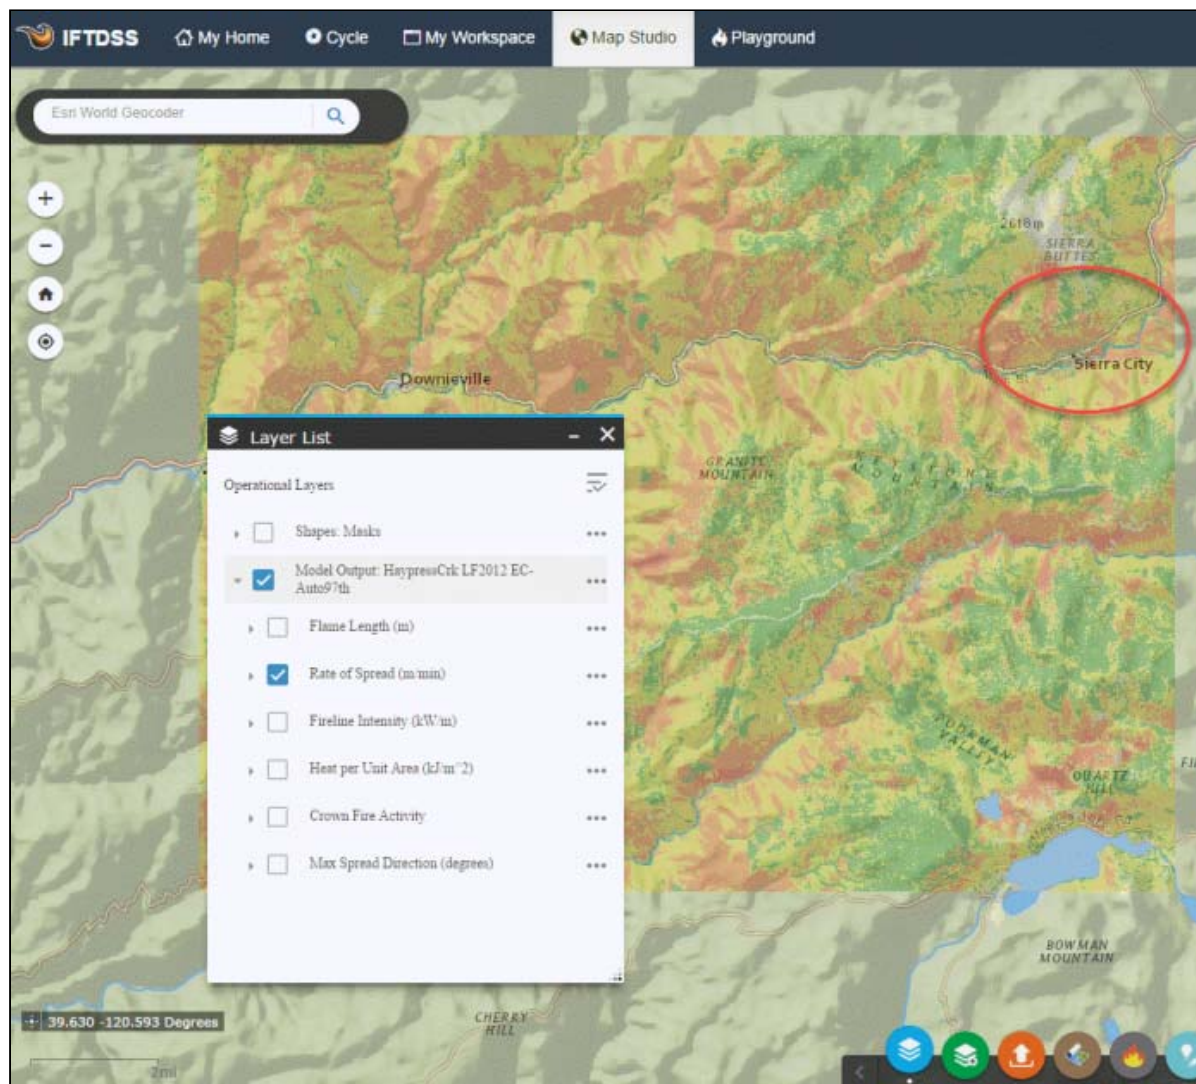 IFTDSS My Home Cycle My Workspace Map Studio Playground
Esri World Geocoder
2618 m
SIERRA
BUTTES
Sierra City
Downieville
GRANITE
MOUNTAIN
KEYSTONE
MOUNTAIN
Layer List
Operational Layers
Shapes: Masks
Model Output: HaypressCrk LF2012 EC-
Auto97th
Flame Length (m)
Rate of Spread (m/min)
Fireline Intensity (kW/m)
Heat per Unit Area (kJ/m^2)
Crown Fire Activity
Max Spread Direction (degrees)
VALLEY
QUARTZ
HILL
BOWMAN
MOUNTAIN
CHERRY
HILL
39.630 -120.593 Degrees
2mi